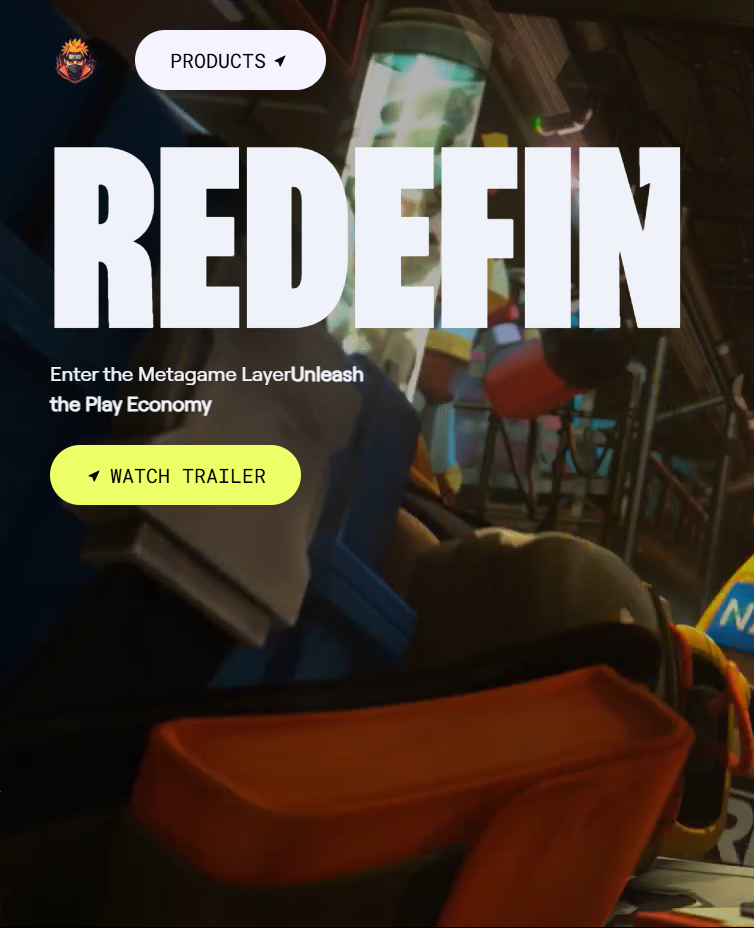 PRODUCTS
REDEFIN
Enter the Metagame LayerUnleash
the Play Economy
WATCH TRAILER